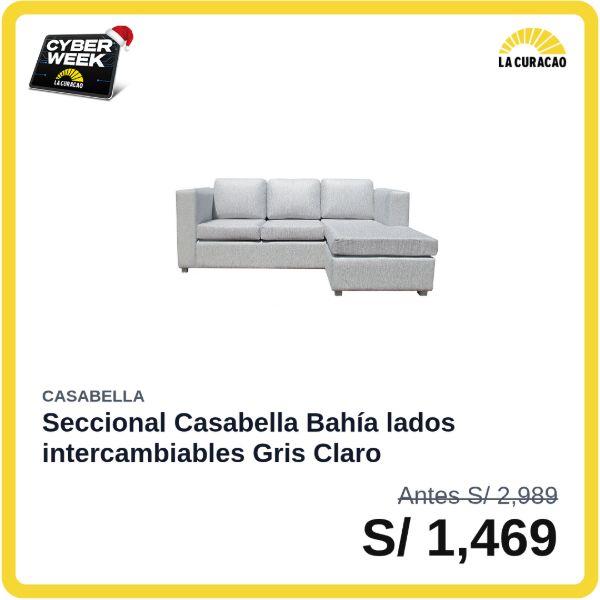 CYBER
WEEK
LA CURACAO
LA CURACAO
CASABELLA
Seccional Casabella Bahía lados
intercambiables Gris Claro
Antes S/ 2,989
S/ 1,469